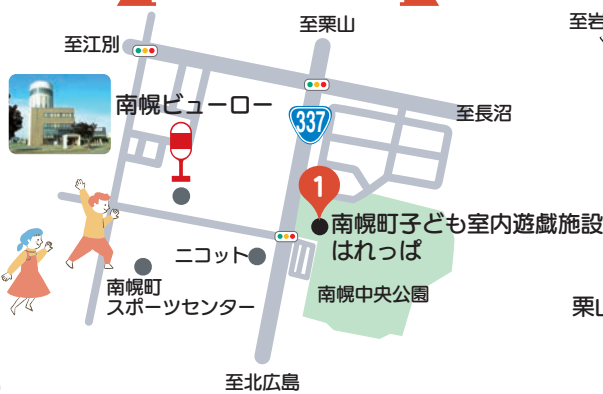 至栗山
至岩
至江別
南幌ビューロー
至長沼
337
1
南幌町子ども室内遊戯施設
はれっぱ
ニコット
南幌町
スポーツセンター
南幌中央公園
栗山
至北広島